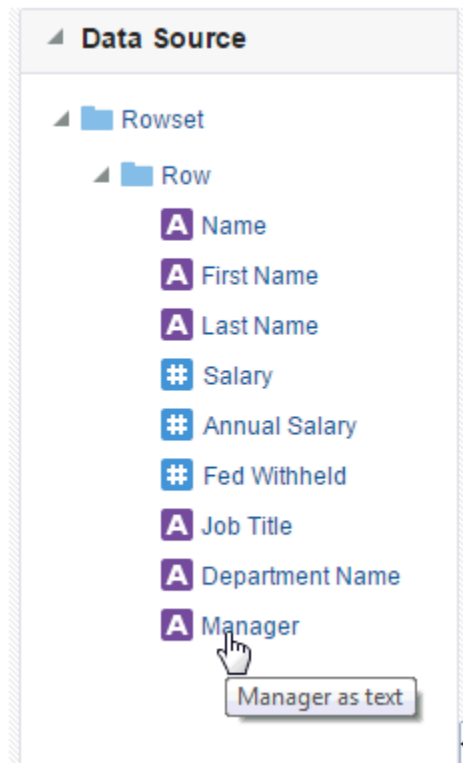 Data Source
Rowset
Row
A Name
A First Name
A Last Name
# Salary
# Annual Salary
# Fed Withheld
A Job Title
A Department Name
A Manager
Manager as text